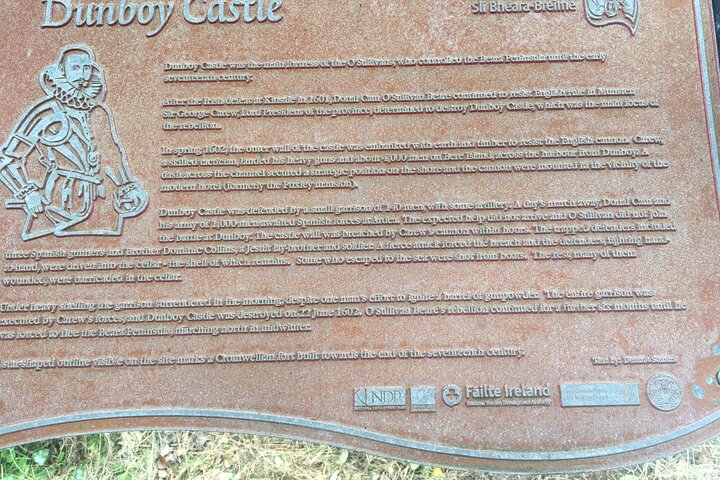 Dunboy Castle
Slí Bheara-Breifne
Dunboy Castle was the main fortress of the O'Sullivans, who controlled the Beara Peninsula until the early
seventeenth century.
After the Irish defeat at Kinsale in 1601, Donal Cam O'Sullivan Beare continued to resist English rule in Munster.
Sir George Carew, Lord President of the province, determined to destroy Dunboy Castle, which was the main focus of
the rebellion.
In spring 1602, the outer wall of the castle was embanked with earth and timber to resist the English cannon. Carew,
a skilled tactician, landed his heavy guns and about 4,000 men on Bere Island, across the harbour from Dunboy. A
dash across the channel secured a strategic position on the shore and the cannon were mounted in the vicinity of the
modern hotel (formerly the Puxley mansion).
Dunboy Castle was defended by a small garrison of 140 men with some artillery. A day's march away, Donal Cam and
his army of 1,000 men awaited Spanish forces at Ardea. The expected help did not arrive and O'Sullivan did not join
the battle at Dunboy. The castle wall was breached by Carew's cannon within hours. The trapped defenders included
three Spanish gunners and Brother Dominic Collins, a Jesuit lay-brother and soldier. A fierce attack forced the breach and the defenders, fighting hand-
to-hand, were driven into the cellar - the shell of which remains. Some who escaped to the sea were shot from boats. The rest, many of them
wounded, were barricaded in the cellar.
Under heavy shelling the garrison surrendered in the morning, despite one man's effort to ignite a barrel of gunpowder. The entire garrison was
executed by Carew's forces, and Dunboy Castle was destroyed on 22 June 1602. O'Sullivan Beare's rebellion continued for a further six months until he
was forced to flee the Beara Peninsula, marching north in midwinter.
star-shaped outline visible on the site marks a Cromwellian fort built towards the end of the seventeenth century.
Text by:
NDP
Fáilte Ireland
National Tourism Development Authority